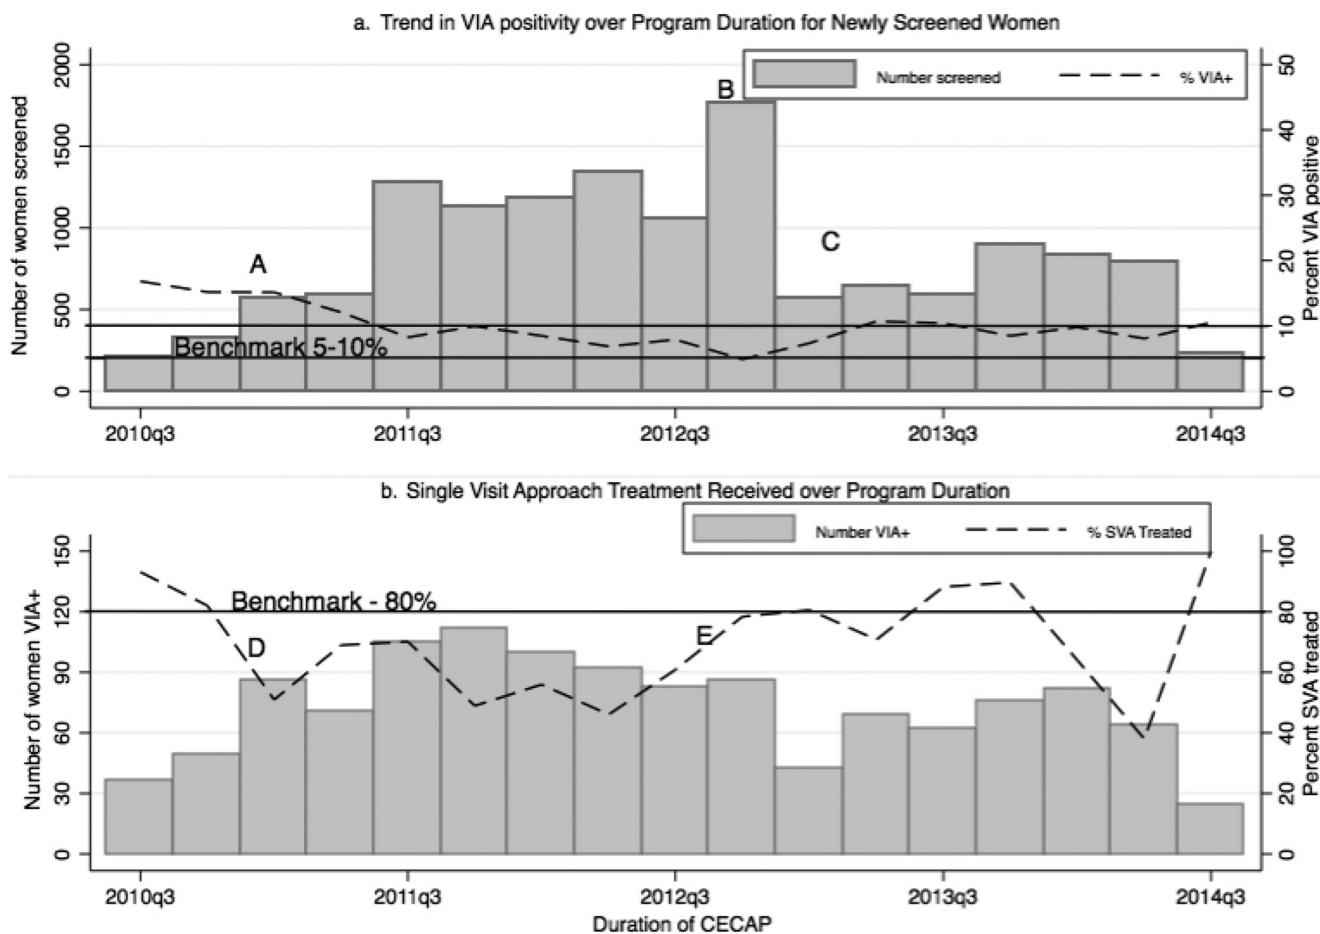 a. Trend in VIA positivity over Program Duration for Newly Screened Women
Number screened
% VIA+
Number of women screened
2000
1500
1000
500
0
Percent VIA positive
50
40
30
20
10
0
A
B
C
Benchmark 5-10%
2010q3
2011q3
2012q3
2013q3
2014q3
b. Single Visit Approach Treatment Received over Program Duration
Number VIA+
% SVA Treated
Number of women VIA+
150
120
90
60
30
0
Percent SVA treated
100
80
60
40
20
0
Benchmark - 80%
D
E
2010q3
2011q3
2012q3
2013q3
2014q3
Duration of CECAP